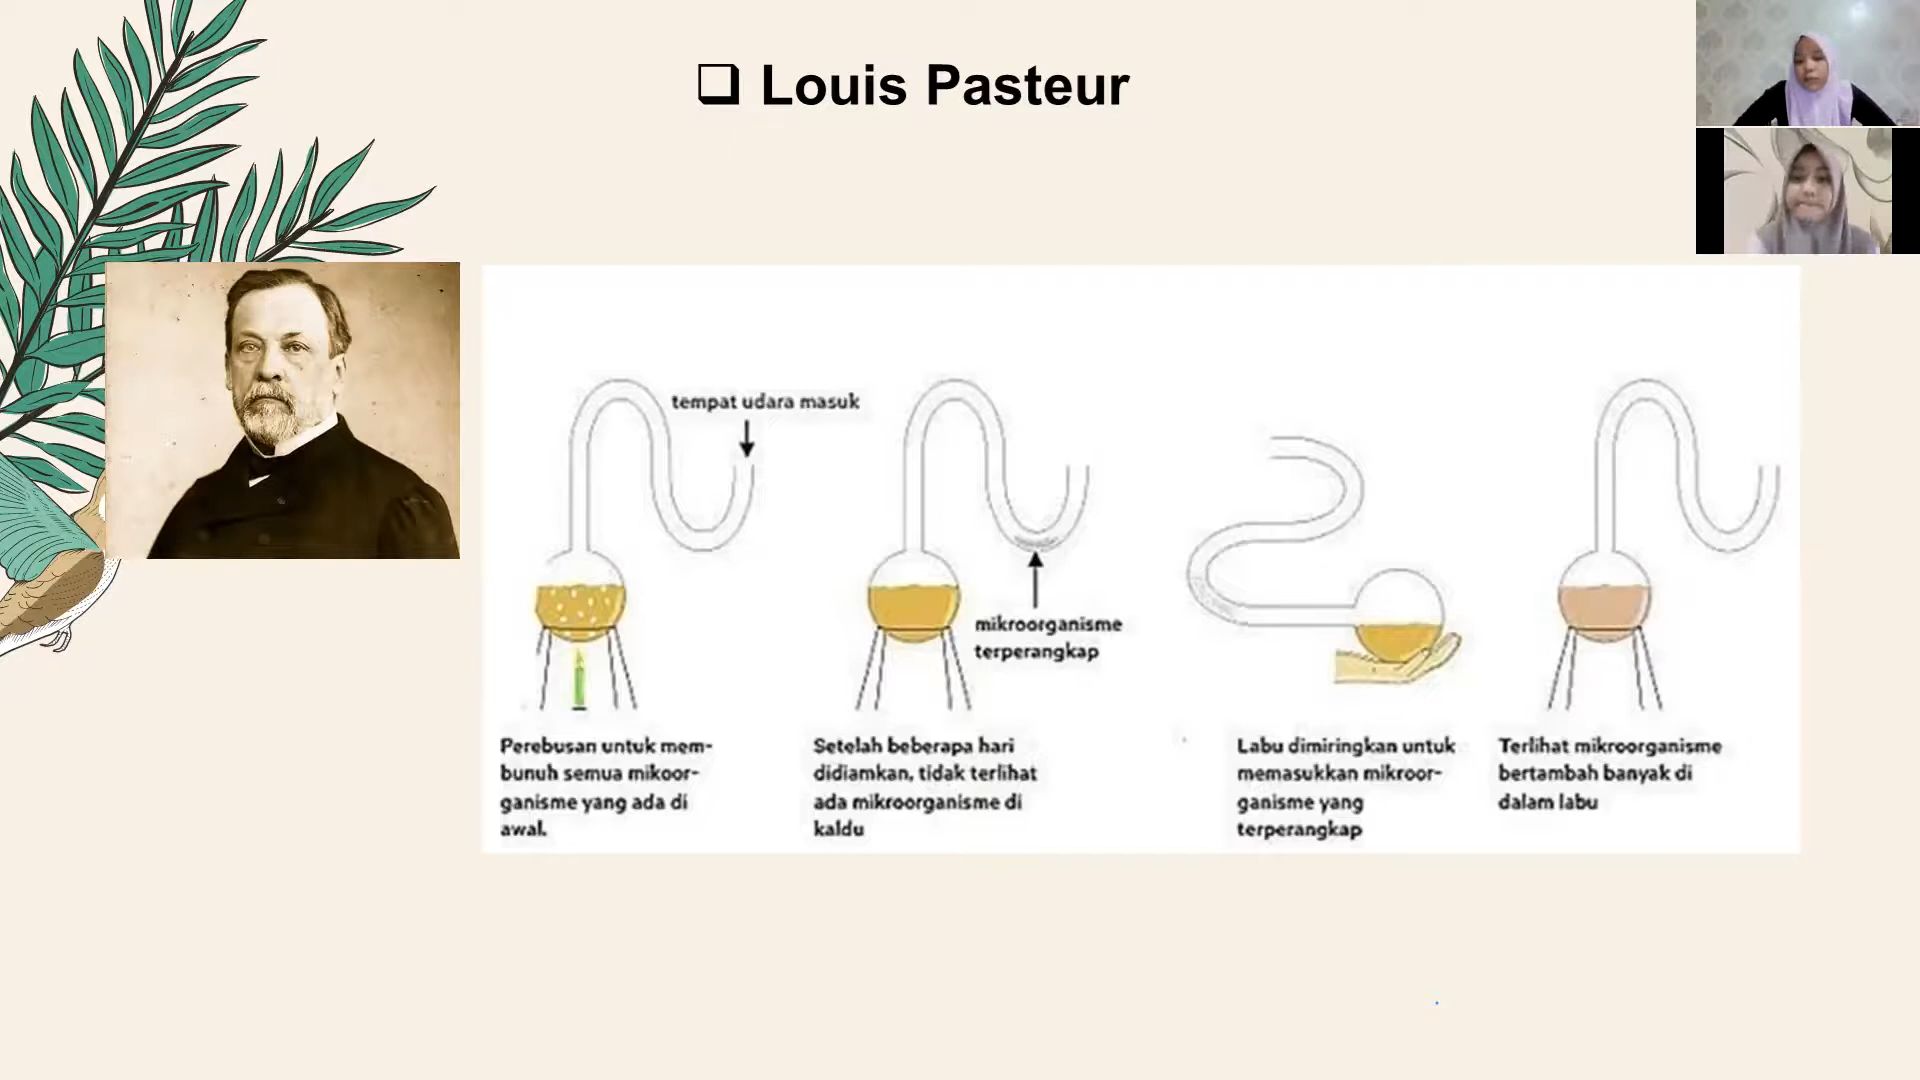 ❑ Louis Pasteur
tempat udara masuk
mikroorganisme
terperangkap
Perebusan untuk mem-
bunuh semua mikoor-
ganisme yang ada di
awal.
Setelah beberapa hari
didiamkan, tidak terlihat
ada mikroorganisme di
kaldu
Labu dimiringkan untuk
memasukkan mikroor-
ganisme yang
terperangkap
Terlihat mikroorganisme
bertambah banyak di
dalam labu